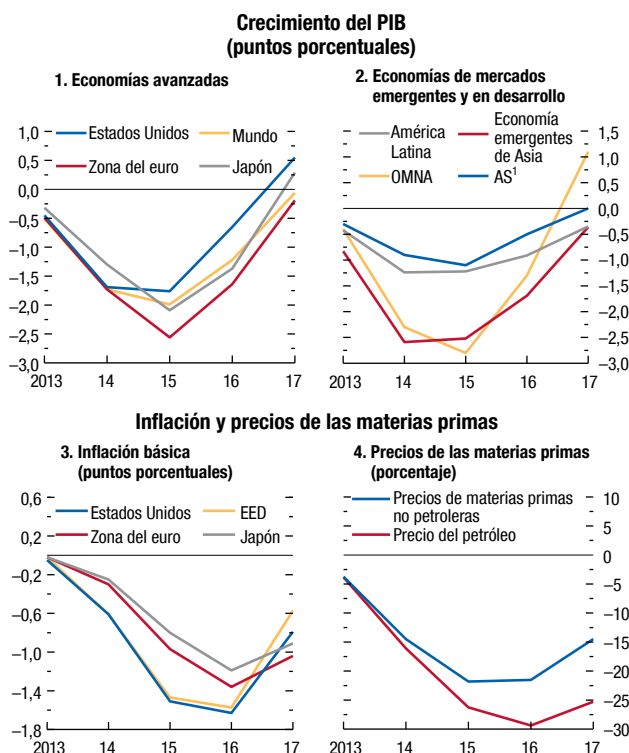 Crecimiento del PIB
(puntos porcentuales)
1. Economías avanzadas
1,0
0,5
0,0
–0,5
–1,0
–1,5
–2,0
–2,5
–3,0
Estados Unidos
Mundo
Zona del euro
Japón
2013 14 15 16 17
2. Economías de mercados
emergentes y en desarrollo
América
Latina
Economía
emergentes
de Asia
OMNA
AS1
1,5
1,0
0,5
0,0
–0,5
–1,0
–1,5
–2,0
–2,5
–3,0
2013 14 15 16 17
Inflación y precios de las materias primas
3. Inflación básica
(puntos porcentuales)
0,6
0,2
–0,2
–0,6
–1,0
–1,4
–1,8
Estados Unidos
EED
Zona del euro
Japón
2013 14 15 16 17
4. Precios de las materias primas
(porcentaje)
Precios de materias primas
no petroleras
Precio del petróleo
10
5
0
–5
–10
–15
–20
–25
–30
2013 14 15 16 17